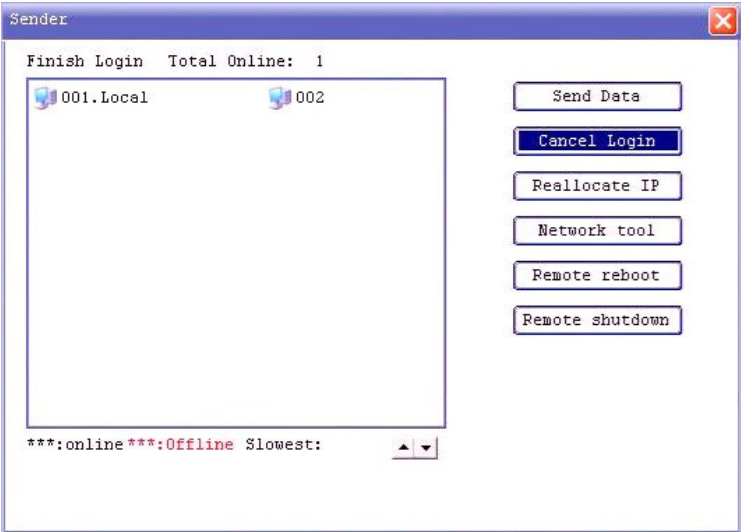 Sender
Finish Login Total Online: 1
001.Local 002
Send Data
Cancel Login
Reallocate IP
Network tool
Remote reboot
Remote shutdown
***:online ***:Offline Slowest: